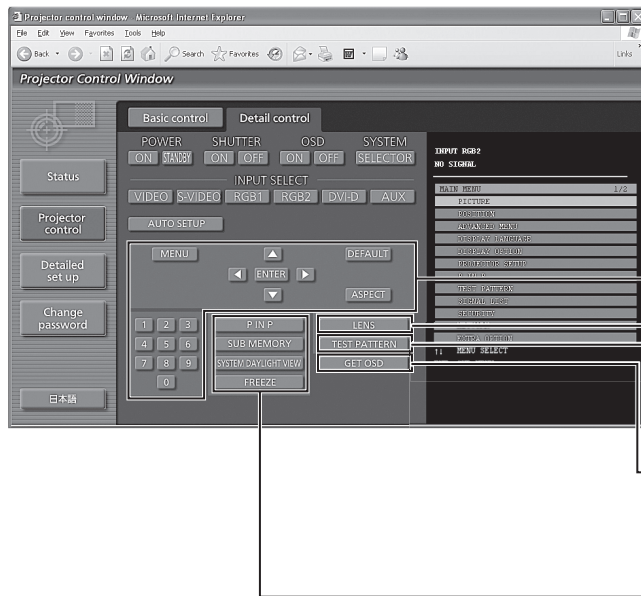 Projector control window - Microsoft Internet Explorer
File Edit View Favorites Tools Help
Back Search Favorites Links
Projector Control Window
Basic control Detail control
POWER SHUTTER OSD SYSTEM
ON STANDBY ON OFF ON OFF SELECTOR
INPUT SELECT
VIDEO S-VIDEO RGB1 RGB2 DVI-D AUX
AUTO SETUP
MENU DEFAULT
ENTER
ASPECT
1 2 3 P IN P LENS
4 5 6 SUB MEMORY TEST PATTERN
7 8 9 SYSTEM DAYLIGHT VIEW GET OSD
0 FREEZE
Status
Projector
control
Detailed
set up
Change
password
日本語
INPUT RGB2
NO SIGNAL
MAIN MENU 1/2
PICTURE
POSITION
ADVANCED MENU
DISPLAY LANGUAGE
DISPLAY OPTION
PROJECTOR SETUP
TEST PATTERN
SIGNAL LIST
SECURITY
EXTRA OPTION
MENU SELECT